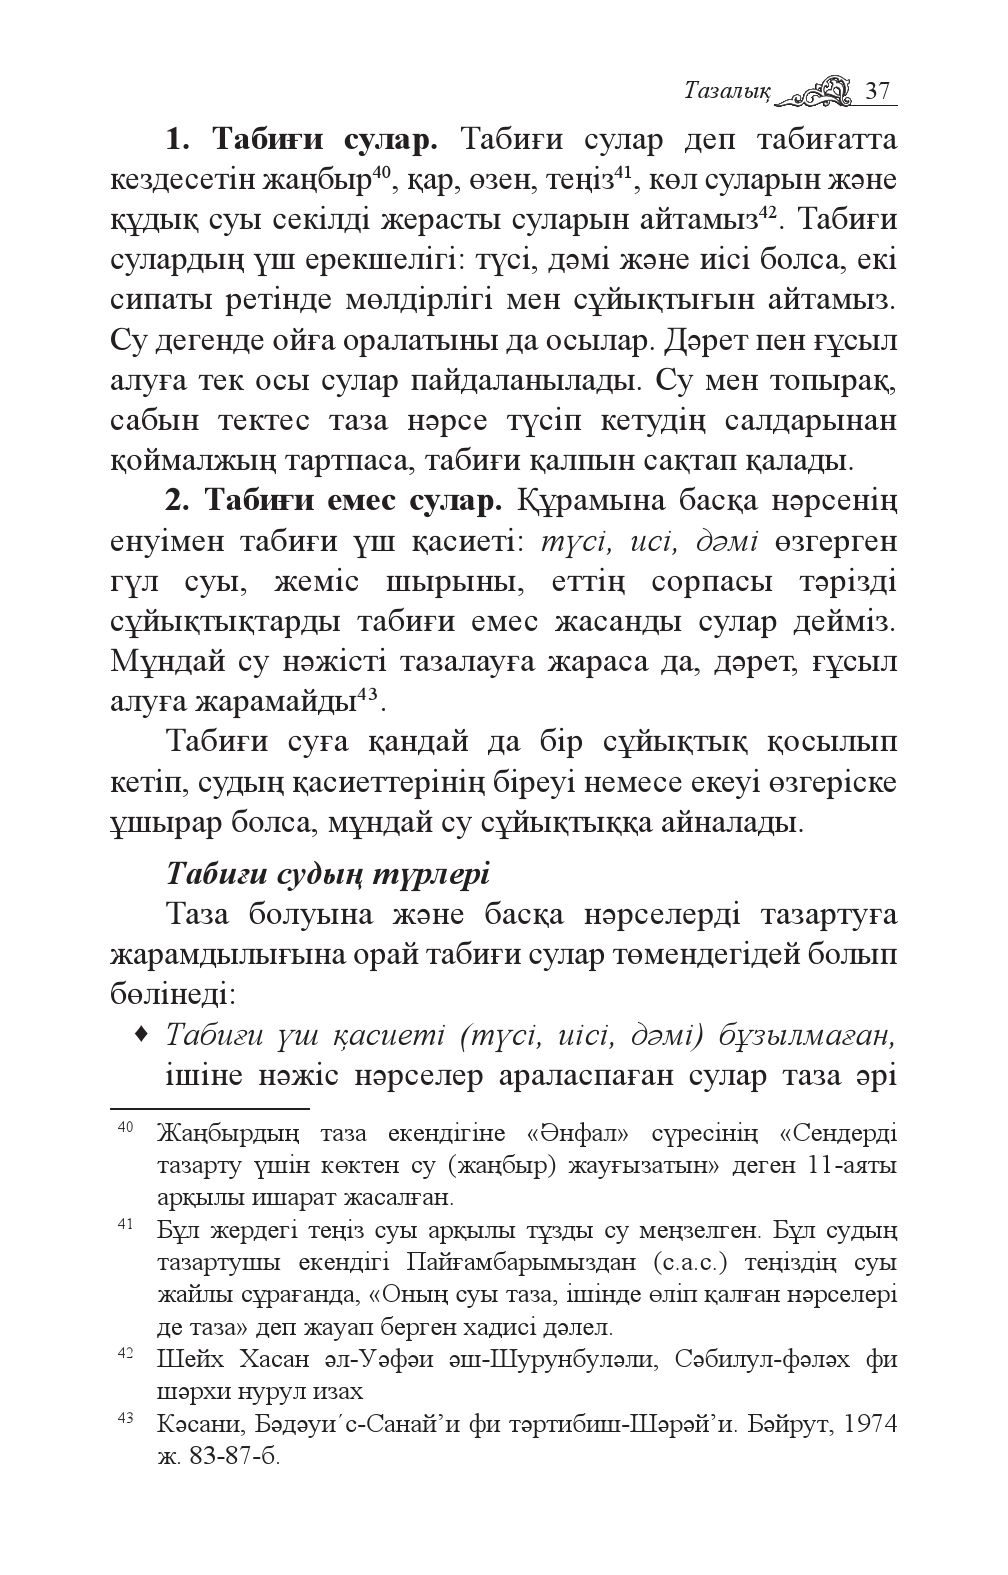 Тазалық 37
1. Табиғи сулар. Табиғи сулар деп табиғатта
кездесетін жаңбыр⁴⁰, қар, өзен, теңіз⁴¹, көл суларын және
құдық суы секілді жерасты суларын айтамыз⁴². Табиғи
сулардың үш ерекшелігі: түсі, дәмі және иісі болса, екі
сипаты ретінде мөлдірлігі мен сұйықтығын айтамыз.
Су дегенде ойға оралатыны да осылар. Дәрет пен ғұсыл
алуға тек осы сулар пайдаланылады. Су мен топырақ,
сабын тектес таза нәрсе түсіп кетудің салдарынан
қоймалжың тартпаса, табиғи қалпын сақтап қалады.
2. Табиғи емес сулар. Құрамына басқа нәрсенің
енуімен табиғи үш қасиеті: түсі, исі, дәмі өзгерген
гүл суы, жеміс шырыны, еттің сорпасы тәрізді
сұйықтықтарды табиғи емес жасанды сулар дейміз.
Мұндай су нәжісті тазалауға жараса да, дәрет, ғұсыл
алуға жарамайды⁴³.
Табиғи суға қандай да бір сұйықтық қосылып
кетіп, судың қасиеттерінің біреуі немесе екеуі өзгеріске
ұшырар болса, мұндай су сұйықтыққа айналады.
Табиғи судың түрлері
Таза болуына және басқа нәрселерді тазартуға
жарамдылығына орай табиғи сулар төмендегідей болып
бөлінеді:
♦ Табиғи үш қасиеті (түсі, иісі, дәмі) бұзылмаған,
ішіне нәжіс нәрселер араласпаған сулар таза әрі
40 Жаңбырдың таза екендігіне «Әнфал» сүресінің «Сендерді
тазарту үшін көктен су (жаңбыр) жауғызатын» деген 11-аяты
арқылы ишарат жасалған.
41 Бұл жердегі теңіз суы арқылы тұзды су меңзелген. Бұл судың
тазартушы екендігі Пайғамбарымыздан (с.а.с.) теңіздің суы
жайлы сұрағанда, «Оның суы таза, ішінде өліп қалған нәрселері
де таза» деп жауап берген хадисі дәлел.
42 Шейх Хасан әл-Уәфәи әш-Шурунбуләли, Сәбилул-фәләх фи
шәрхи нурул изах
43 Кәсани, Бәдәуи´с-Санай’и фи тәртибиш-Шәрәй’и. Бәйрут, 1974
ж. 83-87-б.